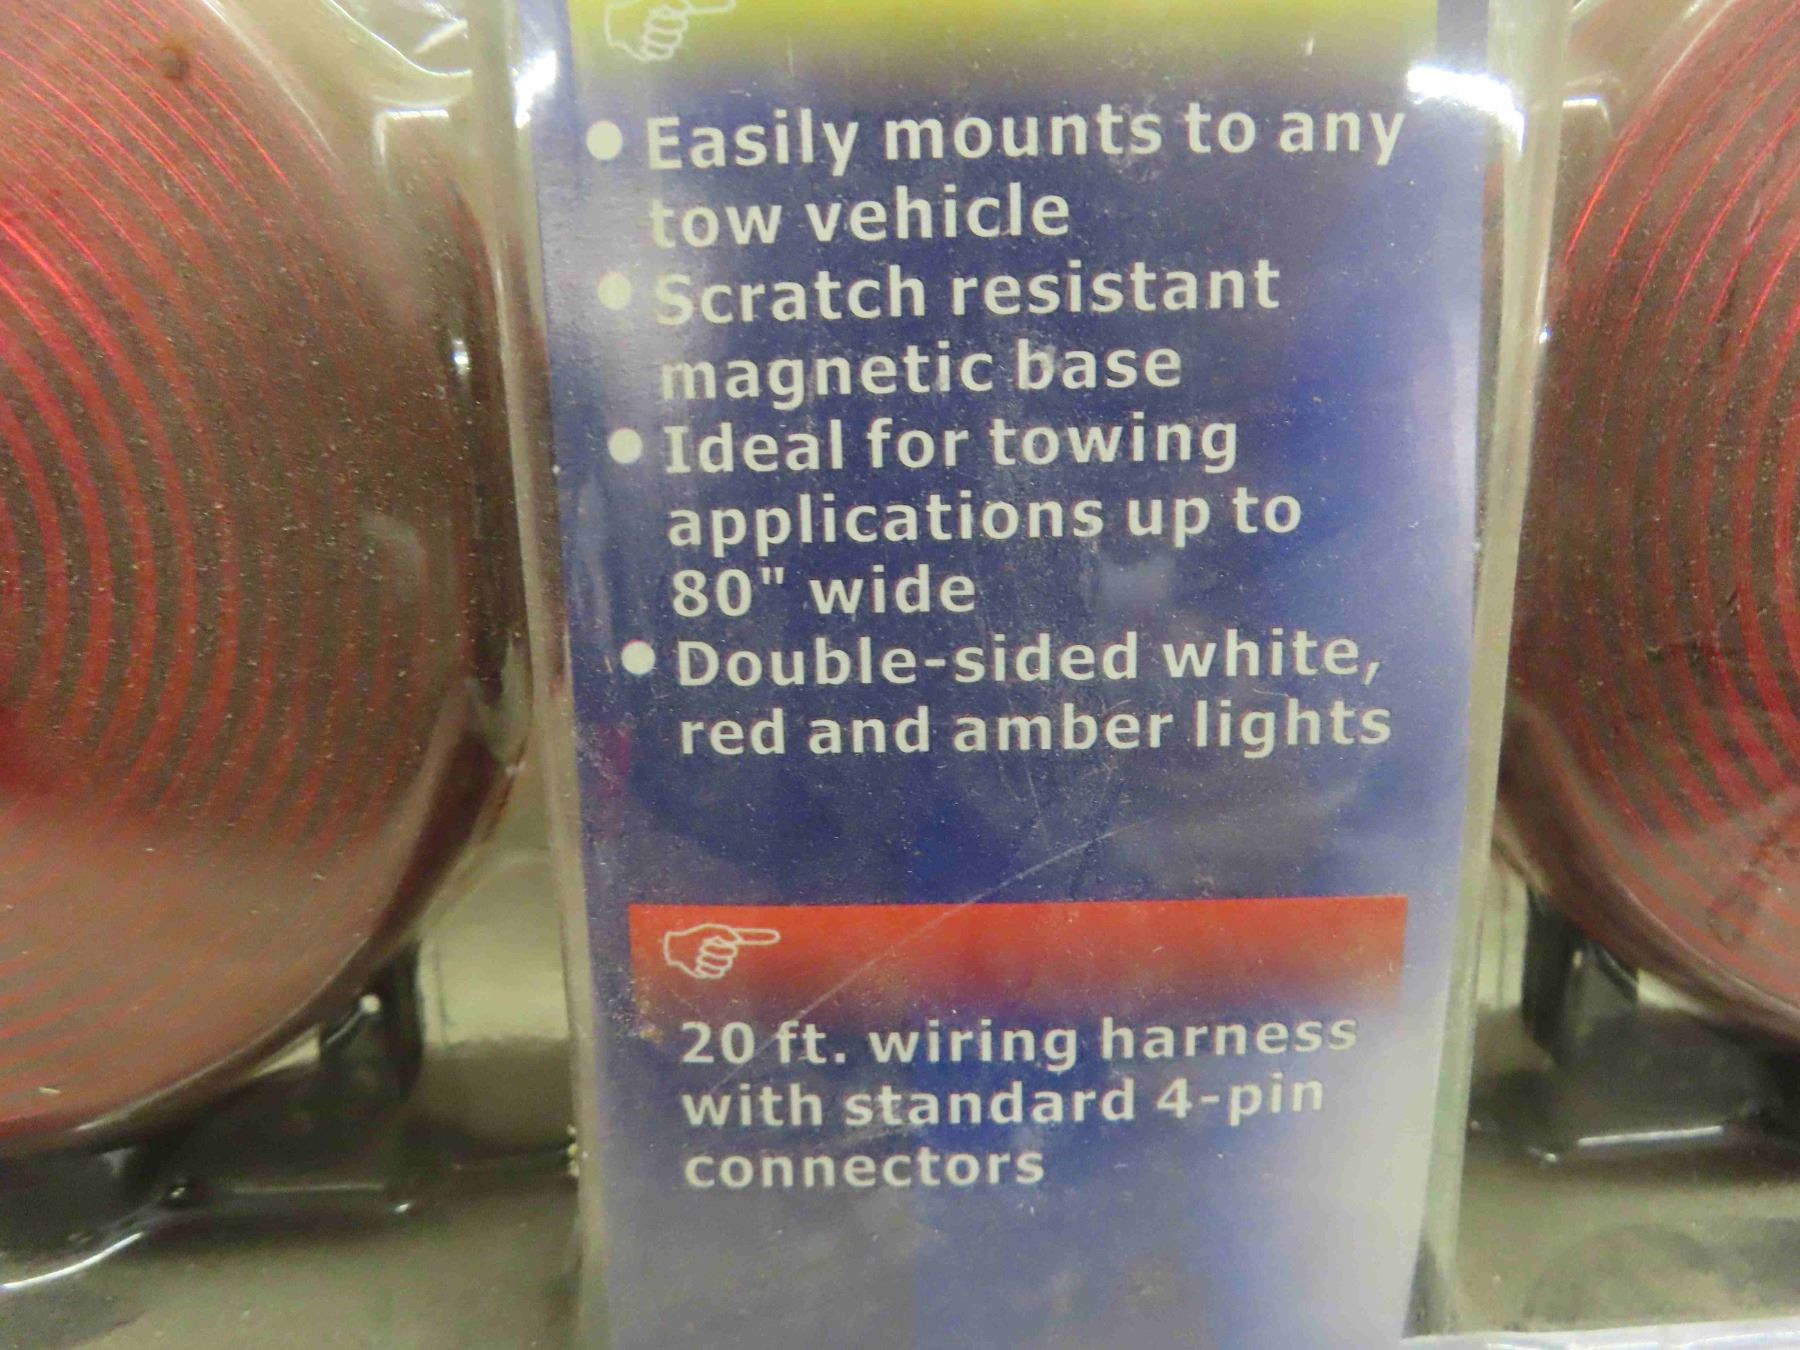 • Easily mounts to any
tow vehicle
• Scratch resistant
magnetic base
• Ideal for towing
applications up to
80" wide
• Double-sided white,
red and amber lights
20 ft. wiring harness
with standard 4-pin
connectors